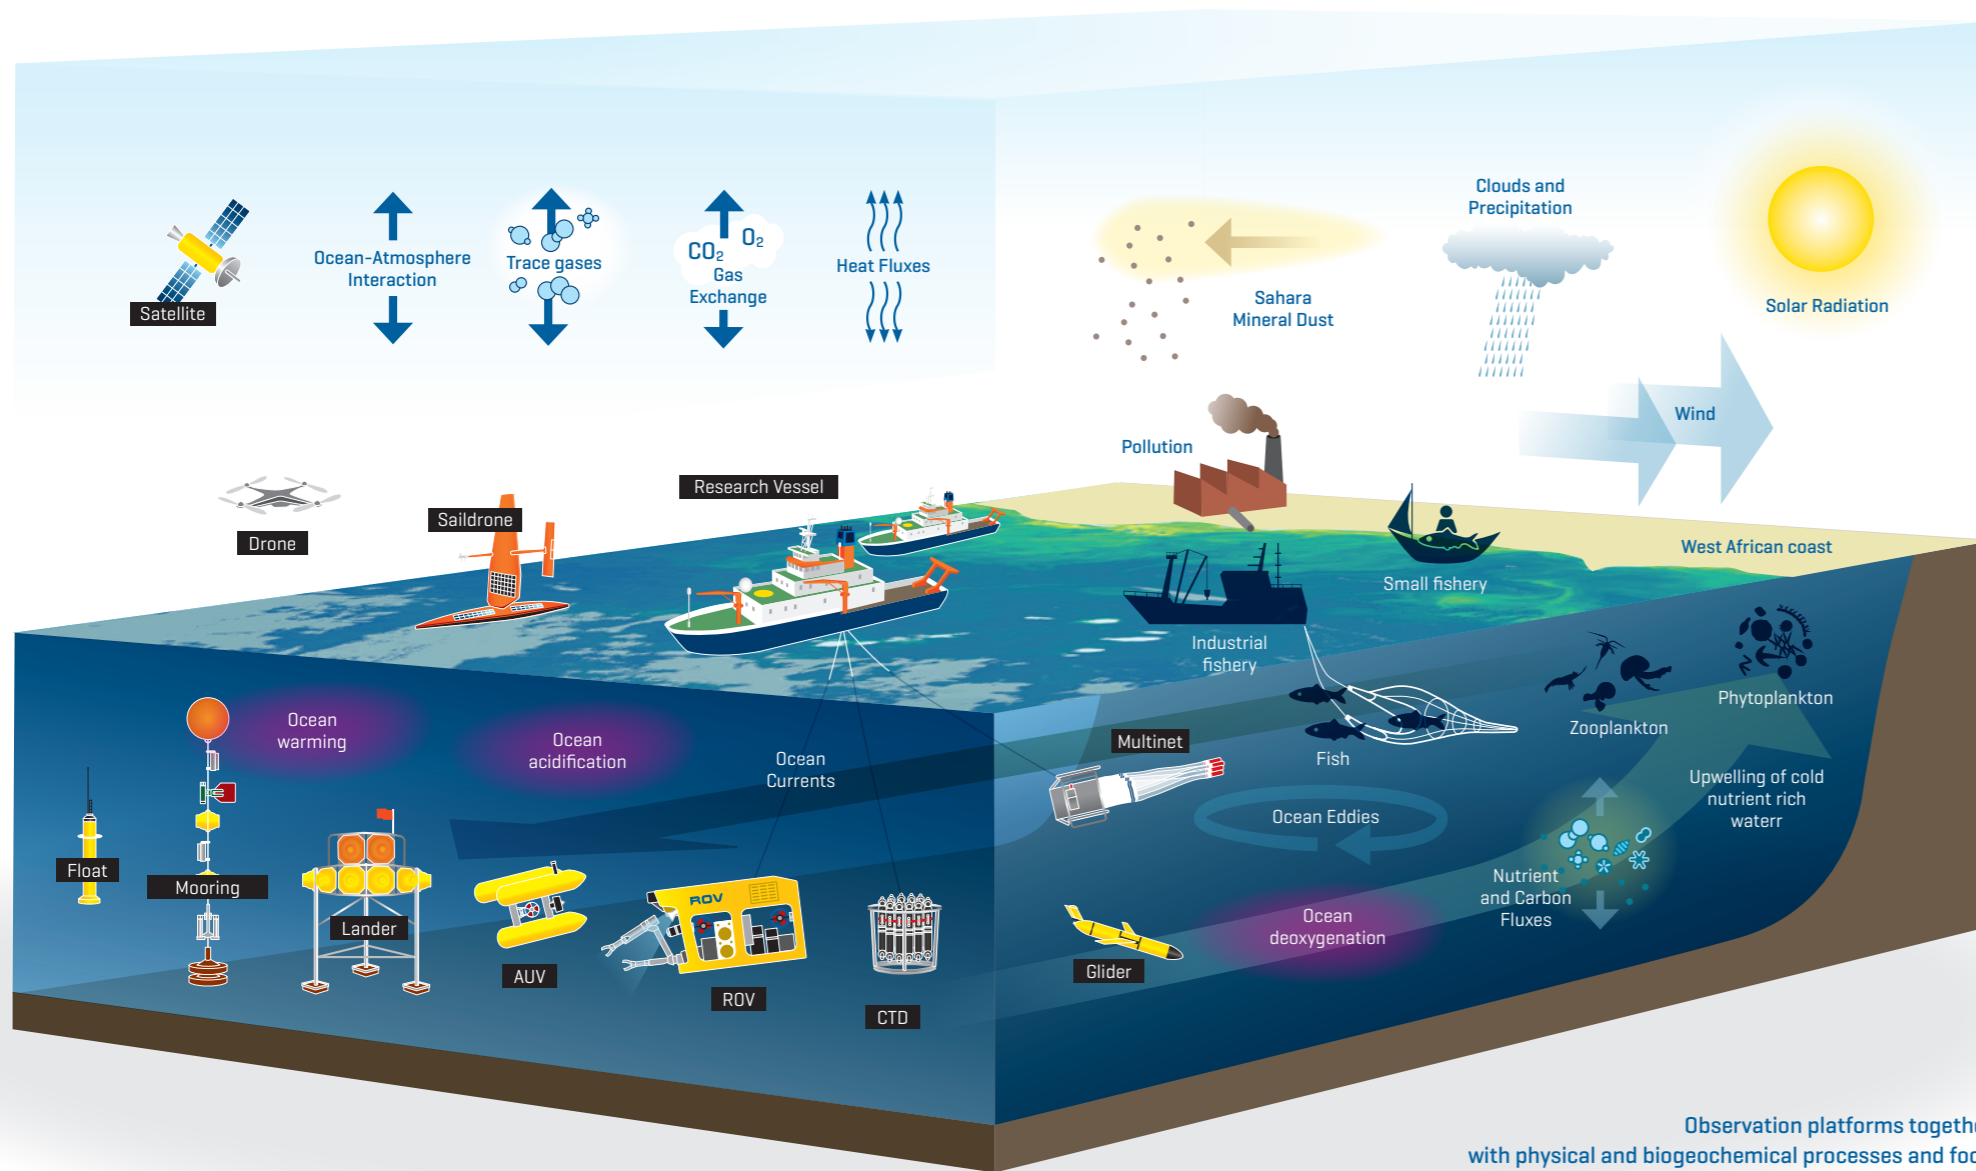 Clouds and
Precipitation
CO2
O2
Ocean-Atmosphere
Interaction
Trace gases
Gas
Exchange
Heat Fluxes
Satellite
Sahara
Mineral Dust
Solar Radiation
Wind
Pollution
Research Vessel
Saildrone
Drone
West African coast
Small fishery
Industrial
fishery
Phytoplankton
Zooplankton
Ocean
warming
Ocean
acidification
Ocean
Currents
Multinet
Fish
Upwelling of cold
nutrient rich
waterr
Ocean Eddies
Float
Mooring
Lander
Nutrient
and Carbon
Fluxes
ROV
Ocean
deoxygenation
AUV
ROV
CTD
Glider
Observation platforms togethe
with physical and biogeochemical processes and foo